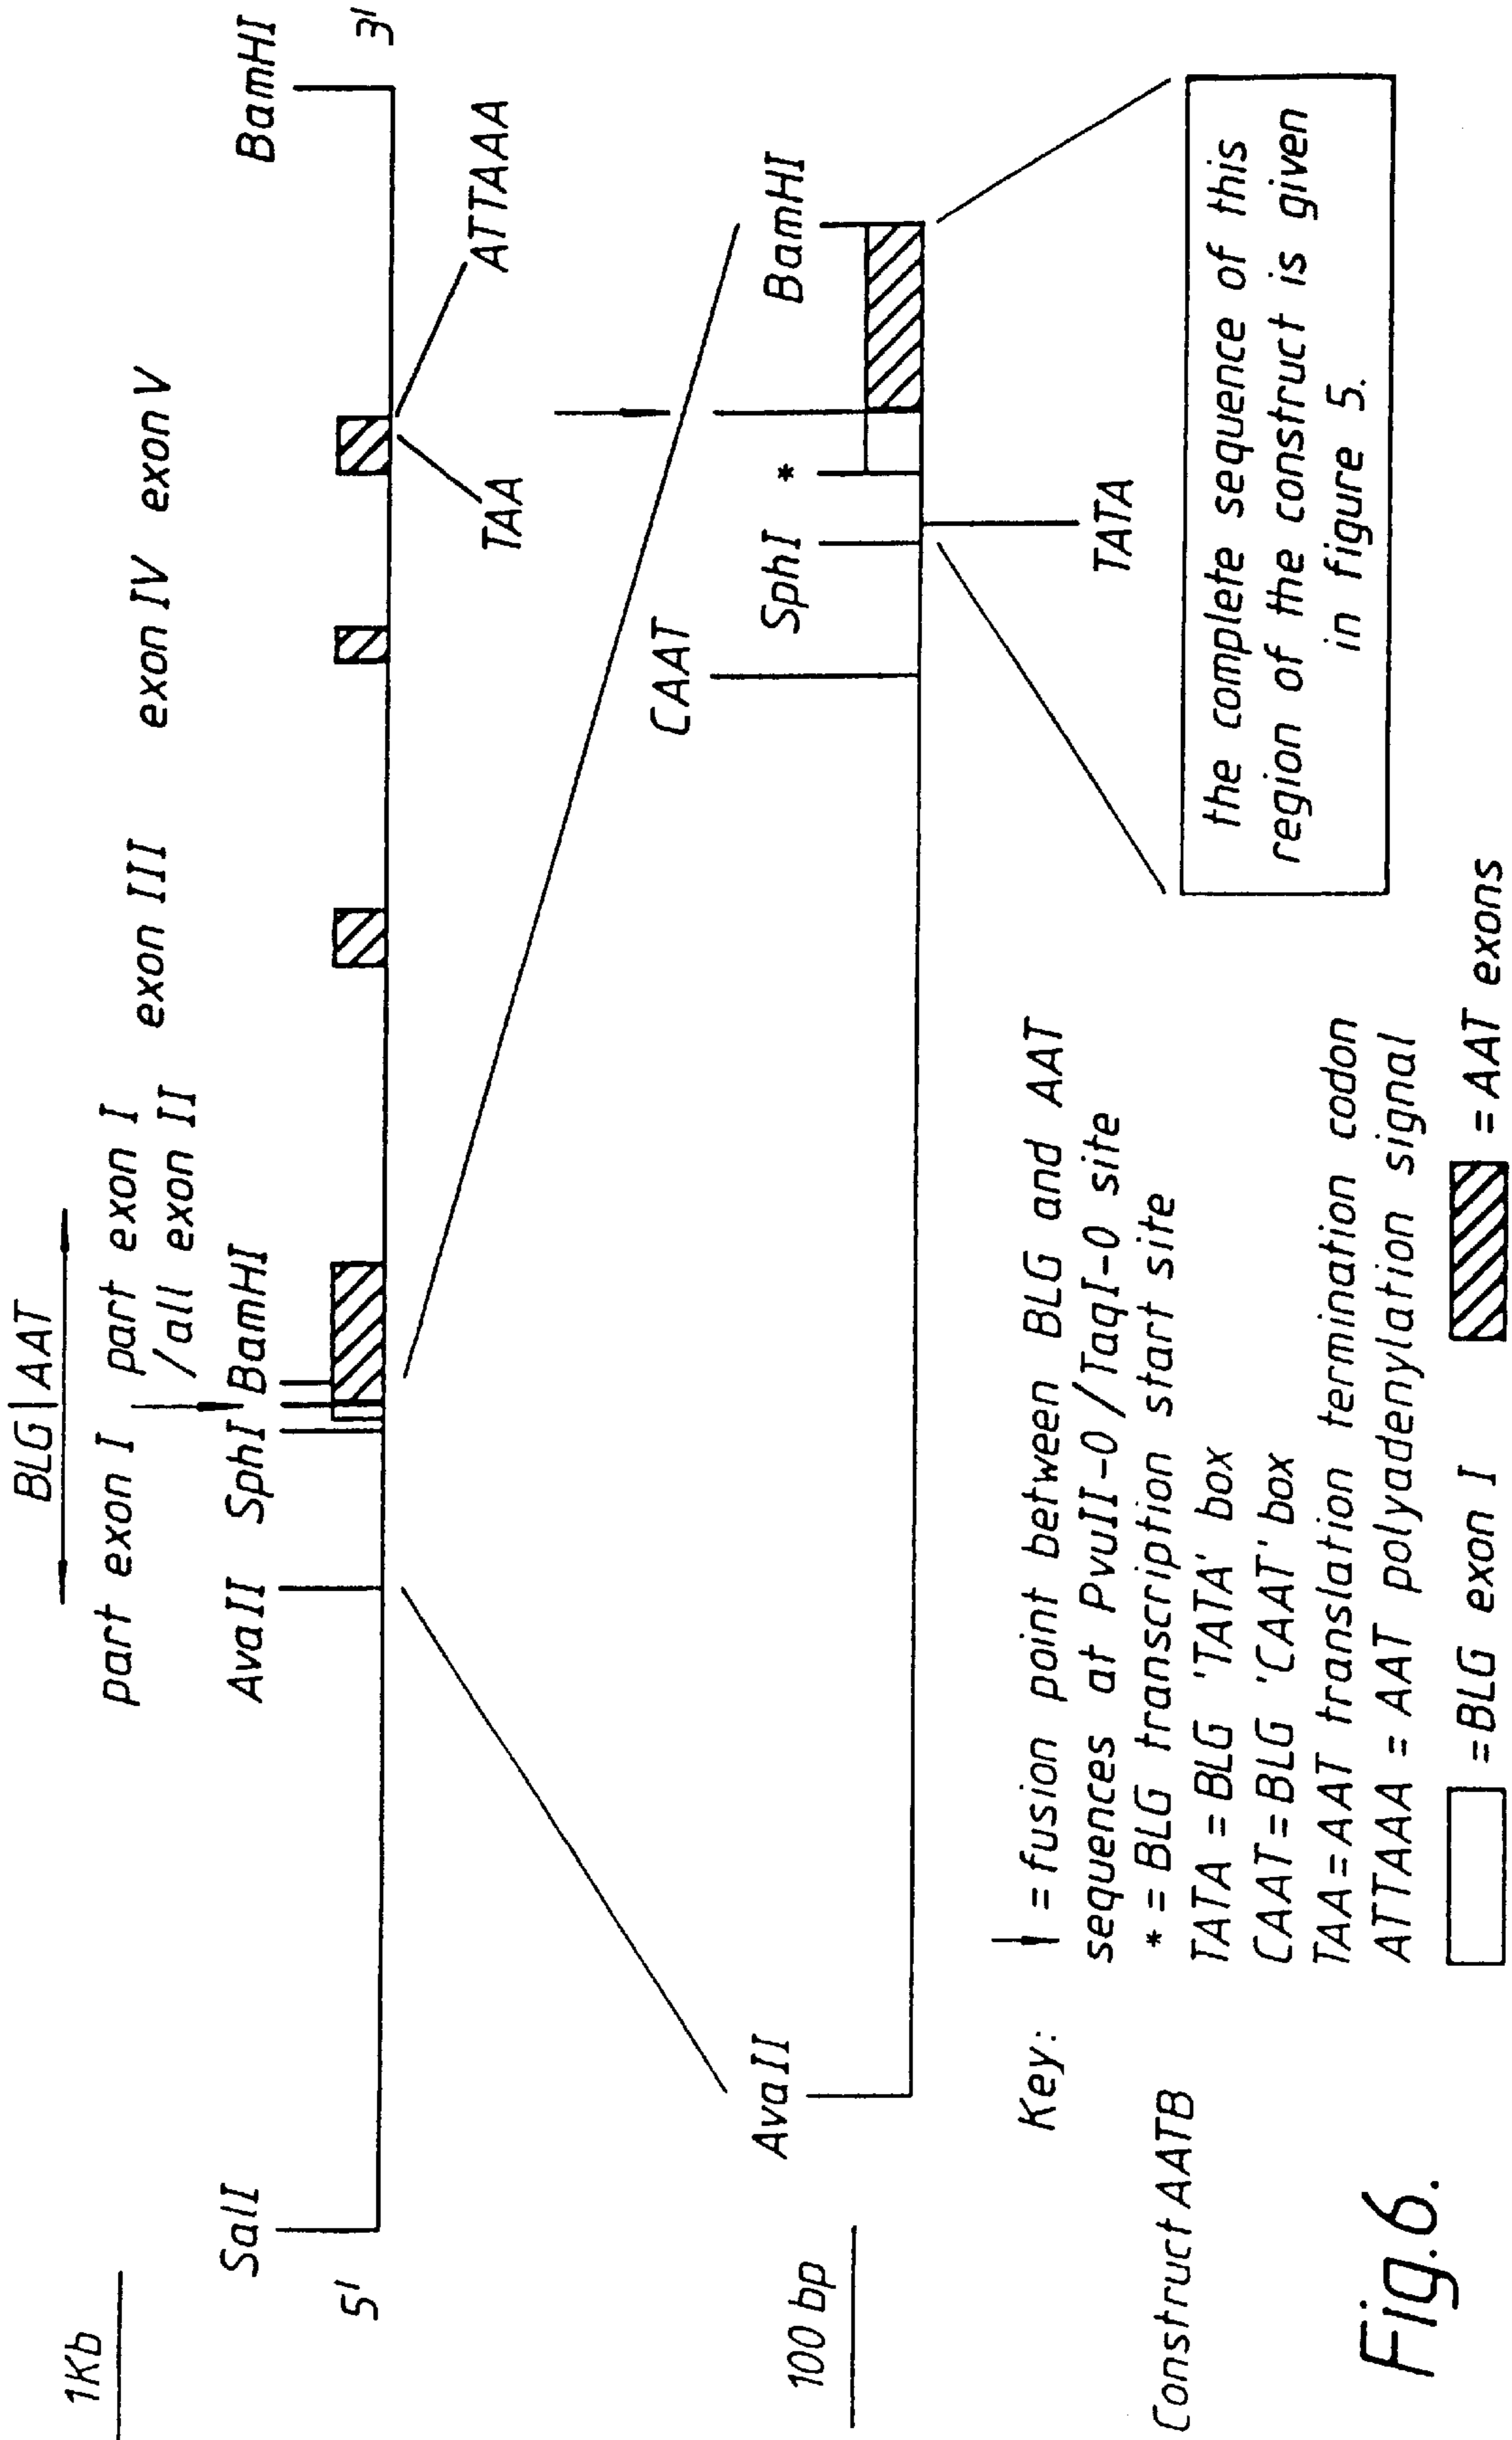 1Kb
BLG|AAT
part exon I
part exon I
/all exon II
exon III
exon IV
exon V
SalI
AvaII
SphI
BamHI
BamHI
5'
3'
TAA
ATTAAA
100 bp
AvaII
CAAT
SphI
*
BamHI
TATA
the complete sequence of this
region of the construct is given
in figure 5.
Construct AATB
Key:
= fusion point between BLG and AAT
sequences at PvuII-0/TaqI-0 site
* = BLG transcription start site
TATA = BLG 'TATA' box
CAAT = BLG 'CAAT' box
TAA = AAT translation termination codon
ATTAAA = AAT polyadenylation signal
= BLG exon I
= AAT exons
Fig.6.